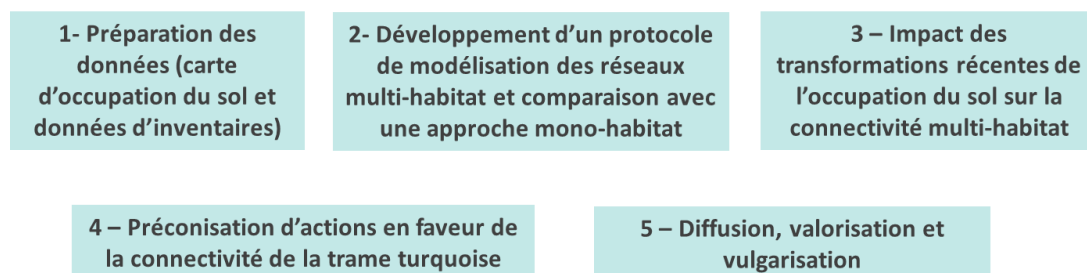 1- Préparation des
données (carte
d’occupation du sol et
données d’inventaires)
2- Développement d’un protocole
de modélisation des réseaux
multi-habitat et comparaison avec
une approche mono-habitat
3 – Impact des
transformations récentes de
l’occupation du sol sur la
connectivité multi-habitat
4 – Préconisation d’actions en faveur de
la connectivité de la trame turquoise
5 – Diffusion, valorisation et
vulgarisation